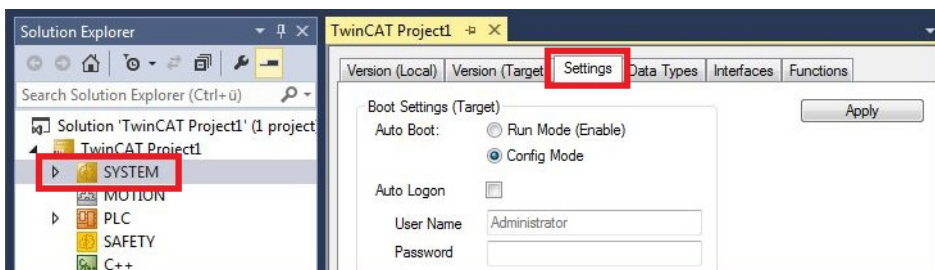 Solution Explorer
Search Solution Explorer (Ctrl+ü)
Solution 'TwinCAT Project1' (1 project
TwinCAT Project1
SYSTEM
MOTION
PLC
SAFETY
C++
TwinCAT Project1
Version (Local) Version (Target Settings Data Types Interfaces Functions
Boot Settings (Target)
Auto Boot: Run Mode (Enable)
Config Mode
Apply
Auto Logon
User Name Administrator
Password